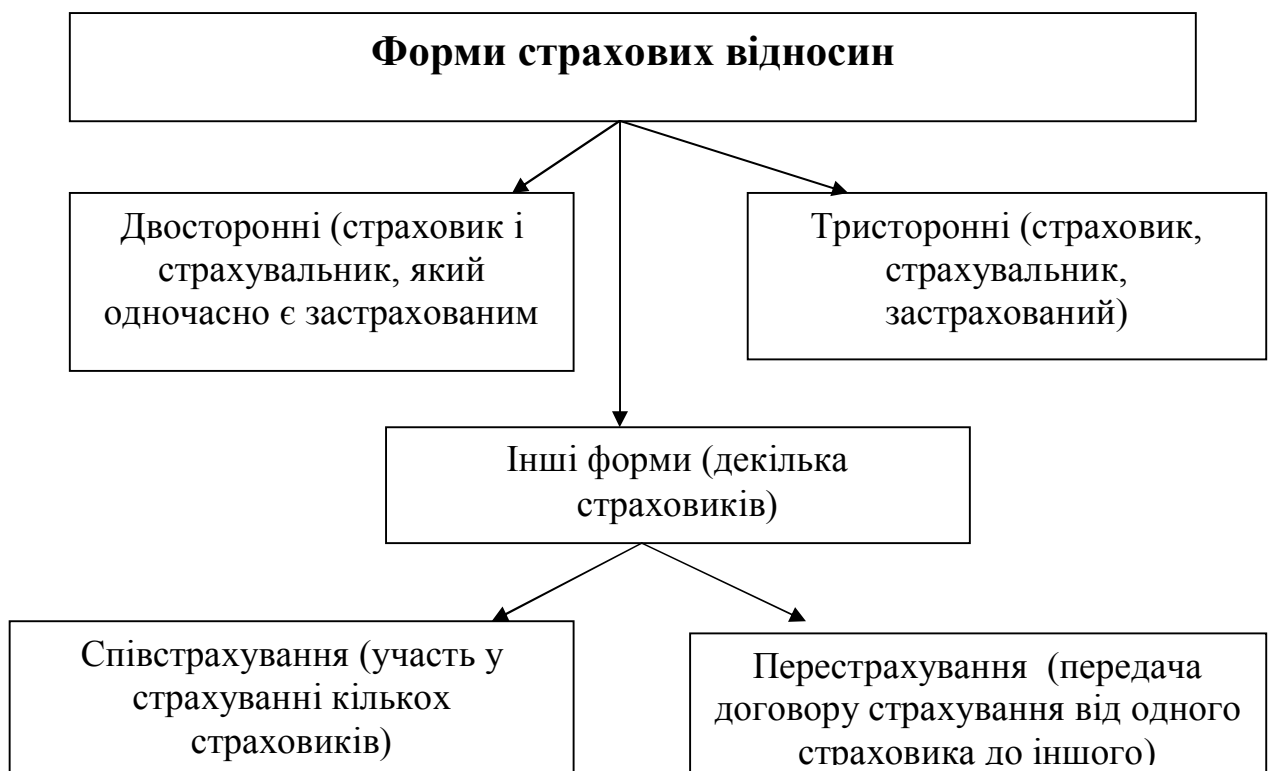 Форми страхових відносин
Двосторонні (страховик і
страхувальник, який
одночасно є застрахованим
Тристоронні (страховик,
страхувальник,
застрахований)
Інші форми (декілька
страховиків)
Співстрахування (участь у
страхуванні кількох
страховиків)
Перестрахування (передача
договору страхування від одного
страховика до іншого)